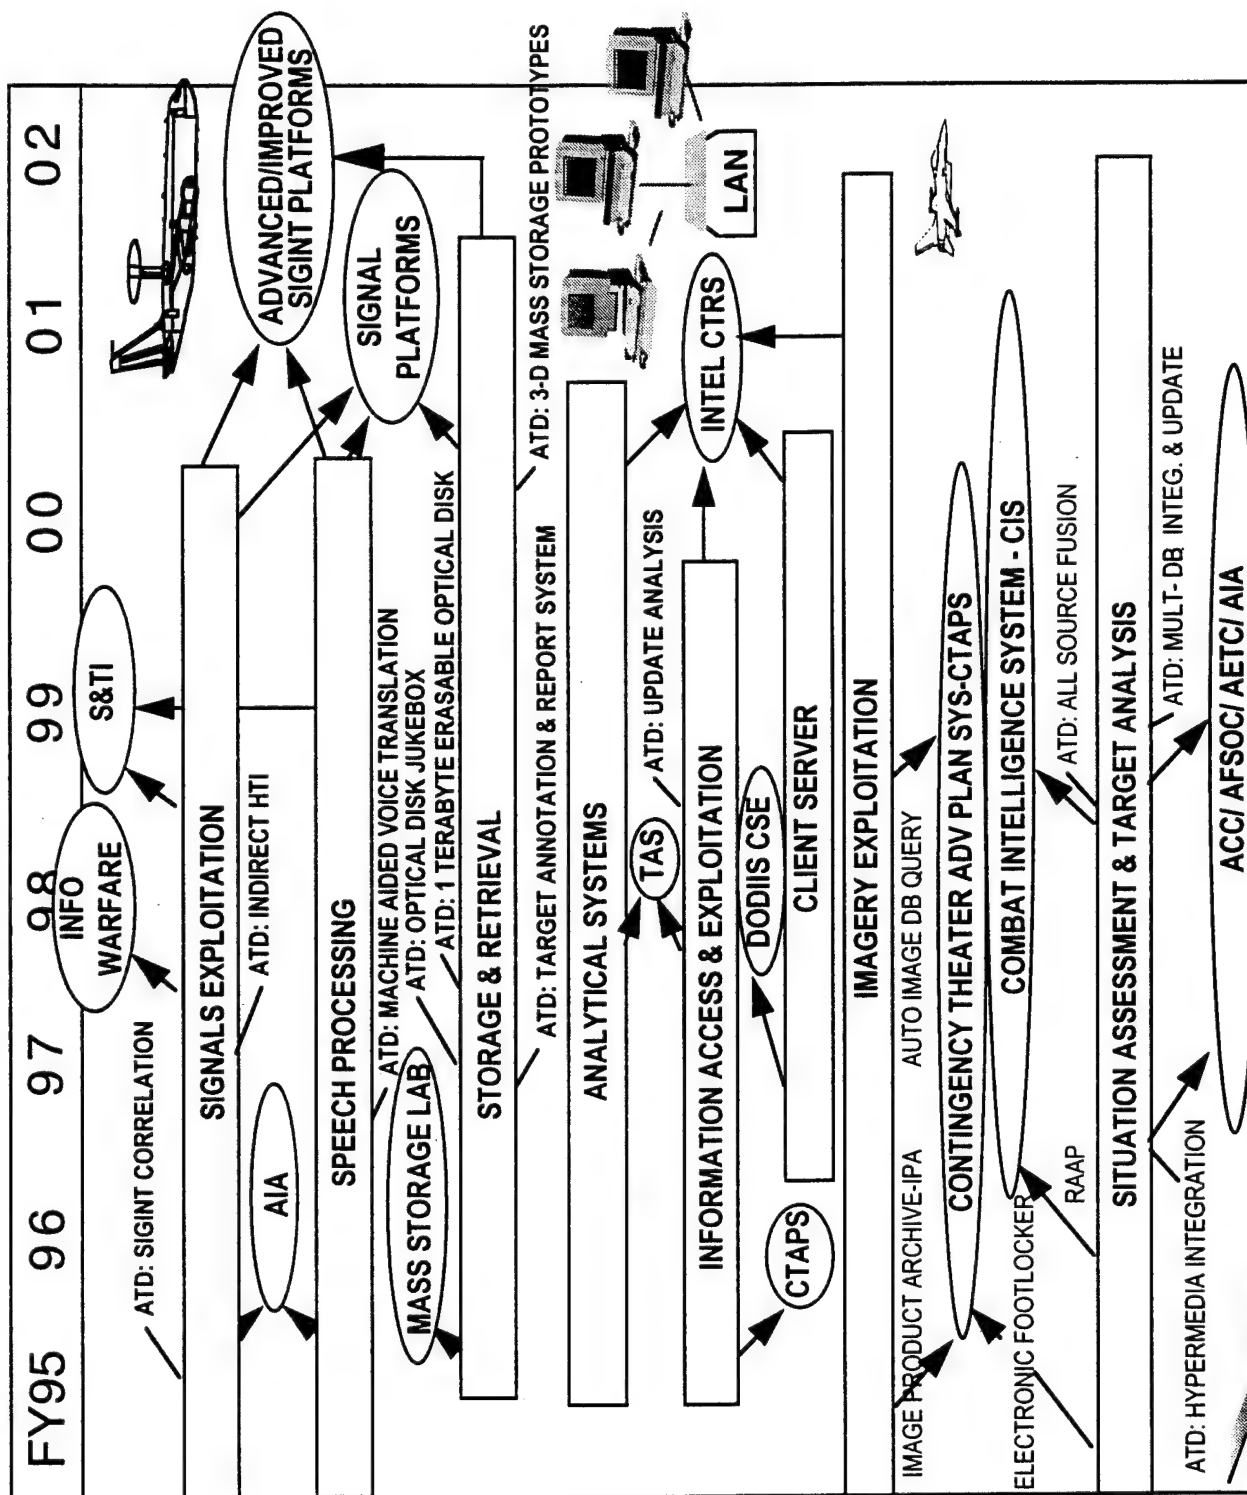 FY95 96 97 98 99 00 01 02
INFO
WARFARE
S&TI
ATD: SIGINT CORRELATION
SIGNALS EXPLOITATION
ATD: INDIRECT HTI
AIA
ADVANCED/IMPROVED
SIGINT PLATFORMS
SPEECH PROCESSING
SIGNAL
PLATFORMS
ATD: MACHINE AIDED VOICE TRANSLATION
MASS STORAGE LAB
ATD: OPTICAL DISK JUKEBOX
ATD: 1 TERABYTE ERASABLE OPTICAL DISK
STORAGE & RETRIEVAL
ATD: TARGET ANNOTATION & REPORT SYSTEM
ATD: 3-D MASS STORAGE PROTOTYPES
ANALYTICAL SYSTEMS
TAS
ATD: UPDATE ANALYSIS
INFORMATION ACCESS & EXPLOITATION
INTEL CTRS
LAN
CTAPS
DODIIS CSE
CLIENT SERVER
IMAGERY EXPLOITATION
IMAGE PRODUCT ARCHIVE-IPA
AUTO IMAGE DB QUERY
CONTINGENCY THEATER ADV PLAN SYS-CTAPS
COMBAT INTELLIGENCE SYSTEM - CIS
ELECTRONIC FOOTLOCKER
RAAP
ATD: ALL SOURCE FUSION
SITUATION ASSESSMENT & TARGET ANALYSIS
ATD: HYPERMEDIA INTEGRATION
ATD: MULT- DB INTEG. & UPDATE
ACC/ AFSOC/ AETC/ AIA